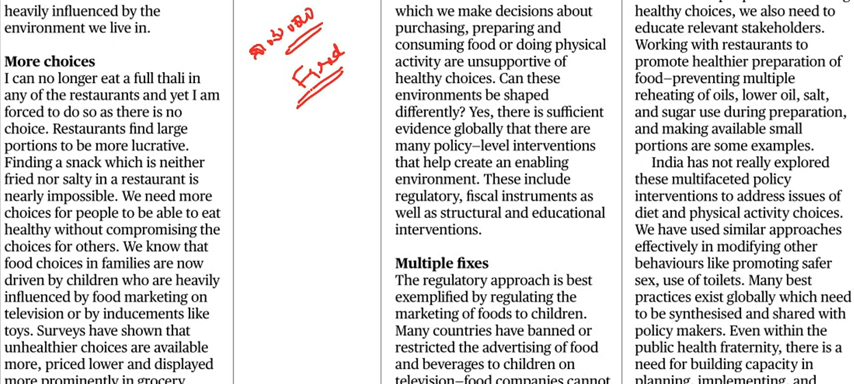 heavily influenced by the
environment we live in.
More choices
I can no longer eat a full thali in
any of the restaurants and yet I am
forced to do so as there is no
choice. Restaurants find large
portions to be more lucrative.
Finding a snack which is neither
fried nor salty in a restaurant is
nearly impossible. We need more
choices for people to be able to eat
healthy without compromising the
choices for others. We know that
food choices in families are now
driven by children who are heavily
influenced by food marketing on
television or by inducements like
toys. Surveys have shown that
unhealthier choices are available
more, priced lower and displayed
more prominently in grocery
Fired
which we make decisions about
purchasing, preparing and
consuming food or doing physical
activity are unsupportive of
healthy choices. Can these
environments be shaped
differently? Yes, there is sufficient
evidence globally that there are
many policy–level interventions
that help create an enabling
environment. These include
regulatory, fiscal instruments as
well as structural and educational
interventions.
Multiple fixes
The regulatory approach is best
exemplified by regulating the
marketing of foods to children.
Many countries have banned or
restricted the advertising of food
and beverages to children on
television–food companies cannot
healthy choices, we also need to
educate relevant stakeholders.
Working with restaurants to
promote healthier preparation of
food–preventing multiple
reheating of oils, lower oil, salt,
and sugar use during preparation,
and making available small
portions are some examples.
India has not really explored
these multifaceted policy
interventions to address issues of
diet and physical activity choices.
We have used similar approaches
effectively in modifying other
behaviours like promoting safer
sex, use of toilets. Many best
practices exist globally which need
to be synthesised and shared with
policy makers. Even within the
public health fraternity, there is a
need for building capacity in
planning, implementing, and